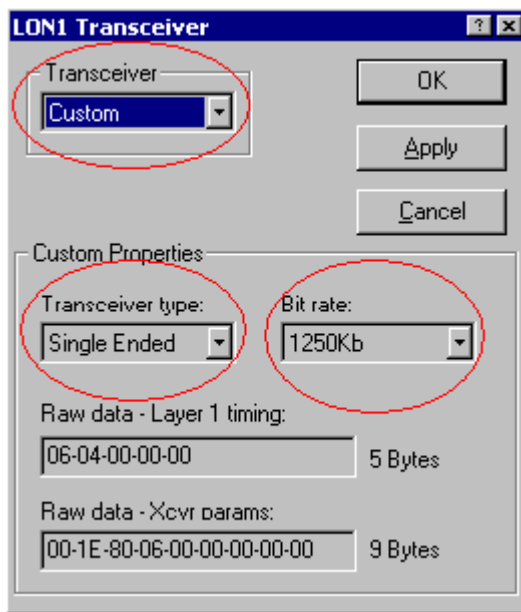 LON1 Transceiver
Transceiver
Custom
OK
Apply
Cancel
Custom Properties
Transceiver type:
Bit rate:
Single Ended
1250Kb
Raw data - Layer 1 timing:
06-04-00-00-00
5 Bytes
Raw data - Xcvr params:
00-1E-80-06-00-00-00-00-00
9 Bytes